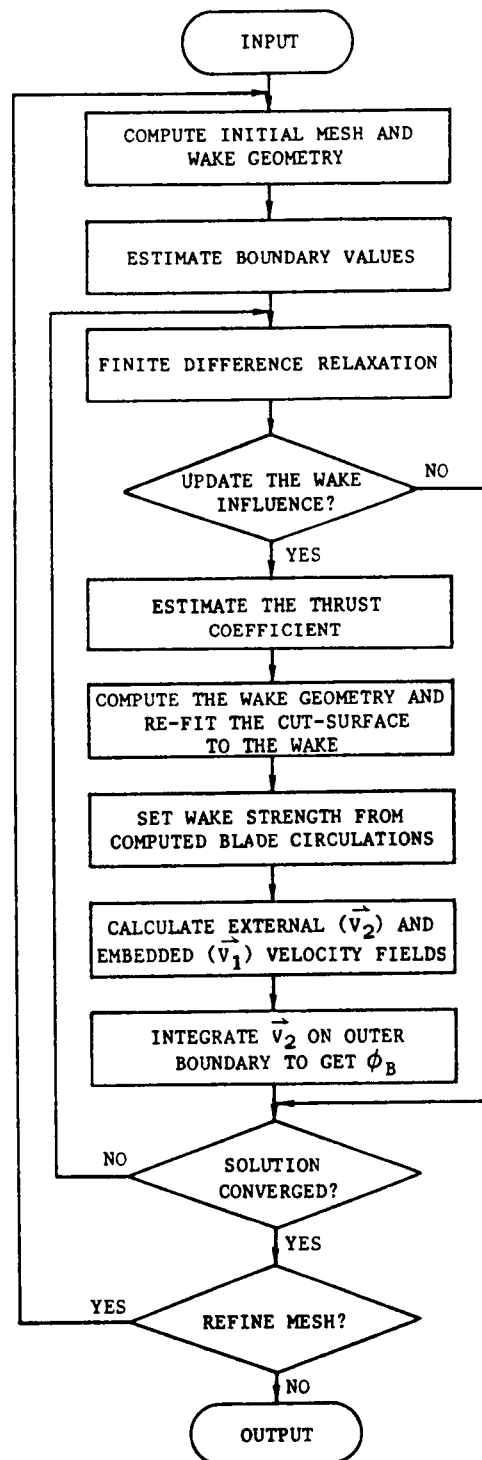 INPUT
COMPUTE INITIAL MESH AND
WAKE GEOMETRY
ESTIMATE BOUNDARY VALUES
FINITE DIFFERENCE RELAXATION
UPDATE THE WAKE
INFLUENCE?
NO
YES
ESTIMATE THE THRUST
COEFFICIENT
COMPUTE THE WAKE GEOMETRY AND
RE-FIT THE CUT-SURFACE
TO THE WAKE
SET WAKE STRENGTH FROM
COMPUTED BLADE CIRCULATIONS
CALCULATE EXTERNAL (v⃗₂) AND
EMBEDDED (v⃗₁) VELOCITY FIELDS
INTEGRATE v⃗₂ ON OUTER
BOUNDARY TO GET ϕ_B
NO
SOLUTION
CONVERGED?
YES
YES
REFINE MESH?
NO
OUTPUT